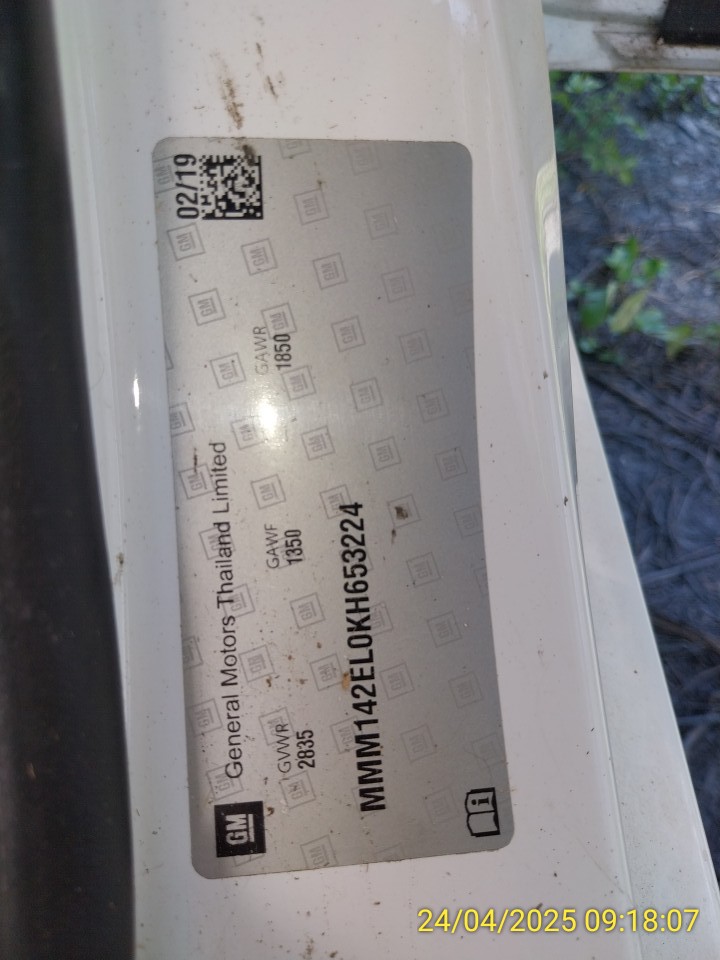 GM
General Motors Thailand Limited
02/19
GVWR
2835
GAWF
1350
GAWR
1850
MMM142EL0KH653224
i
24/04/2025 09:18:07